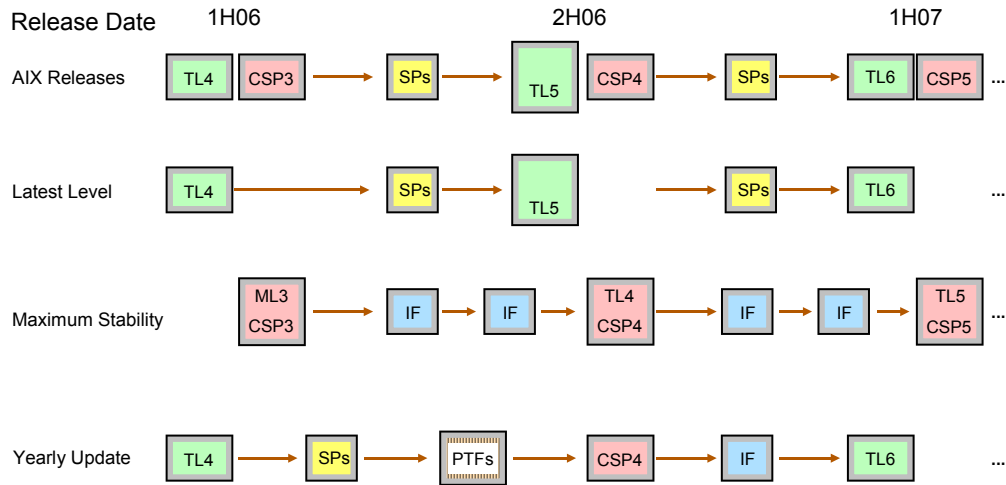 Release Date 1H06 2H06 1H07
AIX Releases TL4 CSP3 SPs TL5 CSP4 SPs TL6 CSP5 ...
Latest Level TL4 SPs TL5 SPs TL6 ...
Maximum Stability ML3 CSP3 IF IF TL4 CSP4 IF IF TL5 CSP5 ...
Yearly Update TL4 SPs PTFs CSP4 IF TL6 ...